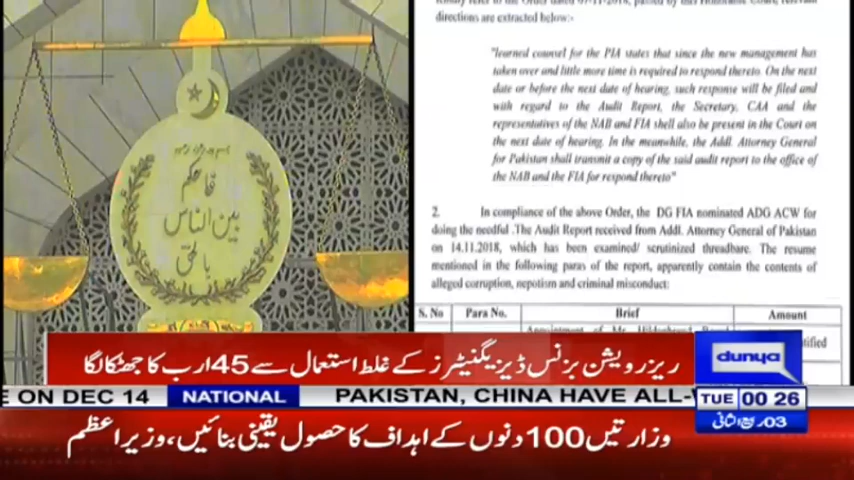 directions are extracted below:-
"learned counsel for the PIA states that since the new management has
taken over and little more time is required to respond thereto. On the next
date or before the next date of hearing, such response will be filed and
with regard to the Audit Report, the Secretary, CAA and the
representatives of the NAB and FIA shell also be present in the Court on
the next date of hearing. In the meanwhile, the Addl. Attorney General
for Pakistan shall transmit a copy of the said audit report to the office of
the NAB and the FIA for respond thereto"
2. In compliance of the above Order, the DG FIA nominated ADG ACW for
doing the needful .The Audit Report received from Addl. Attorney General of Pakistan
on 14.11.2018, which has been examined/ scrutinized threadbare. The resume
mentioned in the following paras of the report, apparently contain the contents of
alleged corruption, nepotism and criminal misconduct:
S. No Para No. Brief Amount
فاحكم
بين الناس
بالحق
ریزرویشن بزنس ڈیزیگنیٹرز کے غلط استعمال سے 45 ارب کا جھٹکا لگا
dunya
E ON DEC 14 NATIONAL PAKISTAN, CHINA HAVE ALL-
TUE 00 26
03 ربیع الثانی
وزارتیں 100 دنوں کے اہداف کا حصول یقینی بنائیں، وزیراعظم